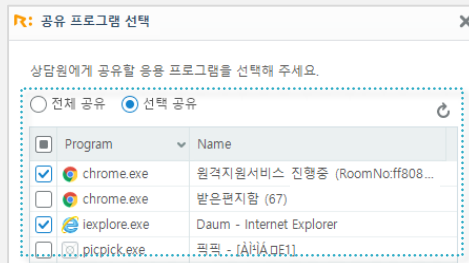 공유 프로그램 선택
상담원에게 공유할 응용 프로그램을 선택해 주세요.
전체 공유 선택 공유
Program Name
chrome.exe 원격지원서비스 진행중 (RoomNo:ff808...
chrome.exe 받은편지함 (67)
iexplore.exe Daum - Internet Explorer
picpick.exe 픽픽 -